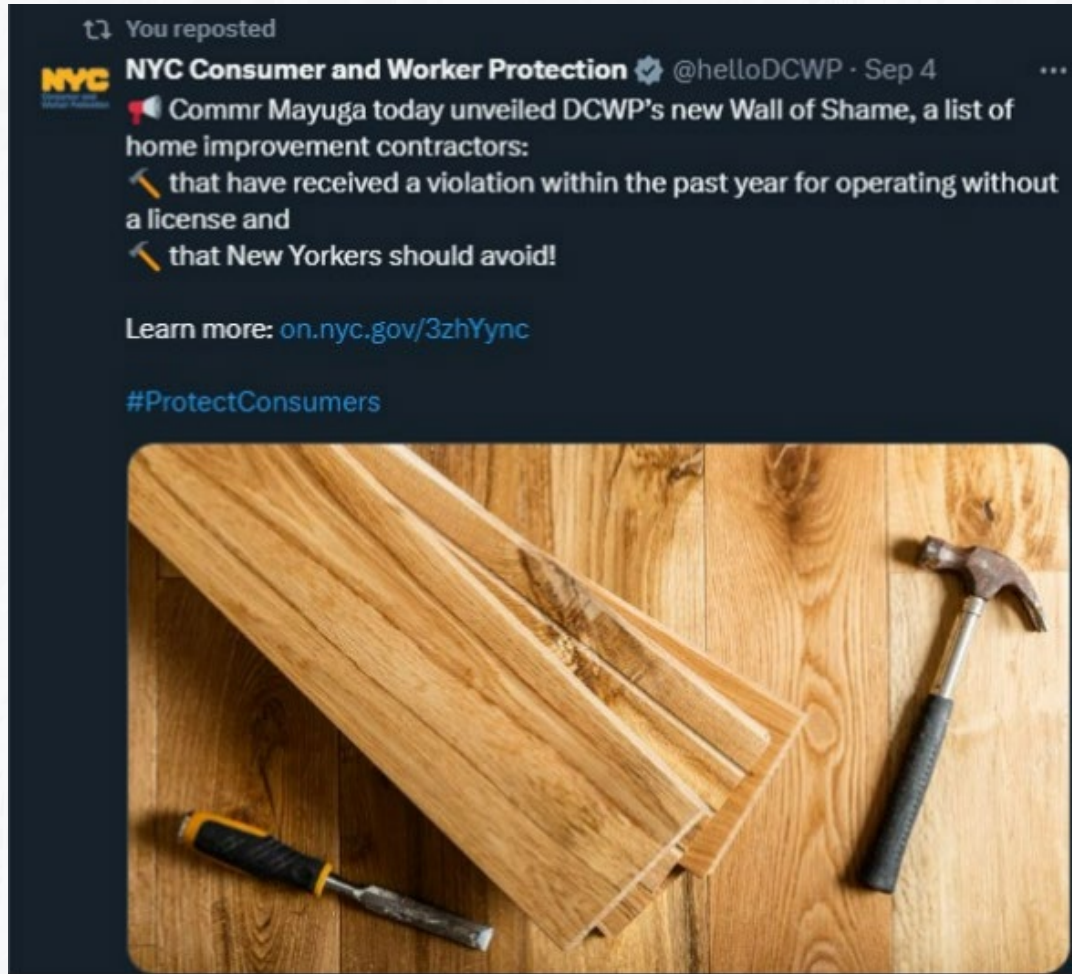 You reposted
NYC Consumer and Worker Protection @helloDCWP · Sep 4
NYC
📢 Commr Mayuga today unveiled DCWP's new Wall of Shame, a list of
home improvement contractors:
🔨 that have received a violation within the past year for operating without
a license and
🔨 that New Yorkers should avoid!
Learn more: on.nyc.gov/3zhYync
#ProtectConsumers